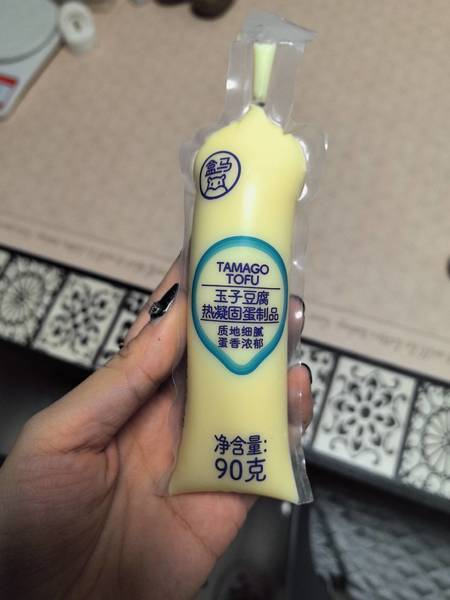 盒马
TAMAGO
TOFU
玉子豆腐
热凝固蛋制品
质地细腻
蛋香浓郁
净含量:
90克